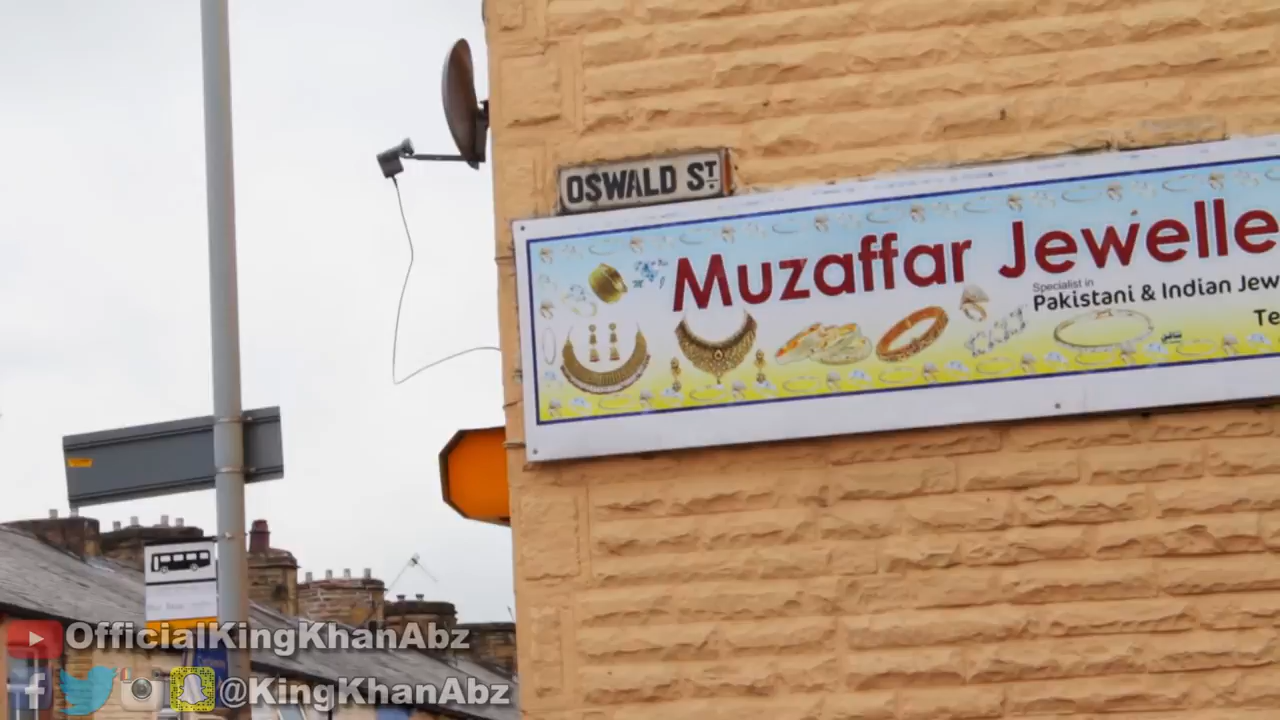 OSWALD ST.
Muzaffar Jewelle
Specialist in
Pakistani & Indian Jew
Te
OfficialKingKhanAbz
@KingKhanAbz